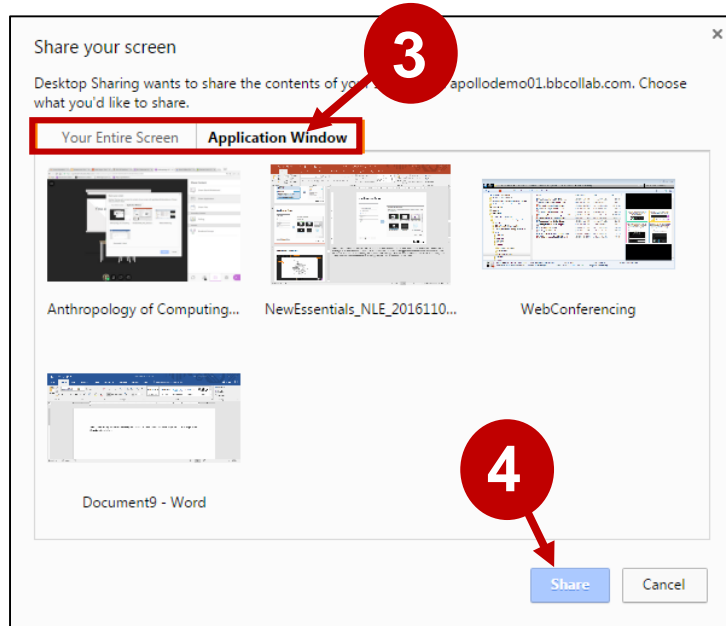 Share your screen
3
Desktop Sharing wants to share the contents of your apollodemo01.bbcollab.com. Choose
what you'd like to share.
Your Entire Screen Application Window
Anthropology of Computing... NewEssentials_NLE_2016110... WebConferencing
Document9 - Word
4
Share Cancel